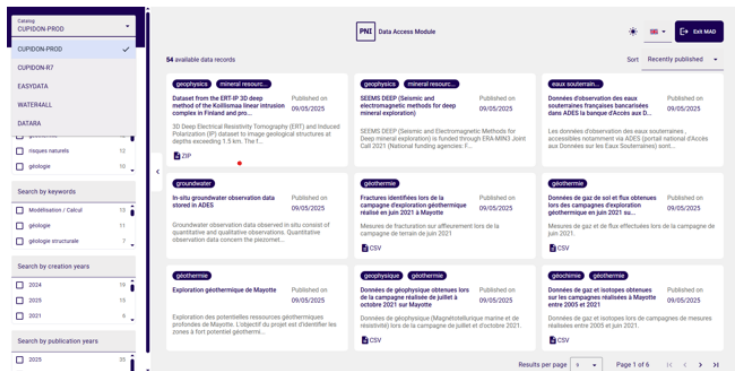 Catalog
CUPIDON-PROD
CUPIDON-PROD
CUPIDON-R7
EASYDATA
WATER4ALL
DATARA
risques naturels 12
géologie 10
Search by keywords
Modélisation / Calcul 13
géologie 11
géologie structurale 7
Search by creation years
2024 19
2025 15
2021 6
Search by publication years
2025 35
PNI Data Access Module
Exit MAD
54 available data records
Sort Recently published
geophysics mineral resourc...
Dataset from the ERT-IP 3D deep
method of the Koillismaa linear intrusion
complex in Finland and pro...
Published on
09/05/2025
3D Deep Electrical Resistivity Tomography (ERT) and Induced
Polarization (IP) dataset to image geological structures at
depths exceeding 1.5 km. The f...
ZIP
geophysics mineral resourc...
SEEMS DEEP (Seismic and
electromagnetic methods for deep
mineral exploration)
Published on
09/05/2025
SEEMS DEEP (Seismic and Electromagnetic Methods for
Deep mineral exploration) is funded through ERA-MIN3 Joint
Call 2021 (National funding agencies: F...
eaux souterrain...
Données d'observation des eaux
souterraines françaises bancarisées
dans ADES la banque d'Accès aux D...
Published on
09/05/2025
Les données d'observation des eaux souterraines ,
accessibles notamment via ADES (portail national d'Accès
aux Données sur les Eaux Souterraines) sont...
groundwater
In-situ groundwater observation data
stored in ADES
Published on
09/05/2025
Groundwater observation data observed in situ consist of
quantitative and qualitative observations. Quantitative
observation data concern the piezomet...
géothermie
Fractures identifiées lors de la
campagne d'exploration géothermique
réalisé en juin 2021 à Mayotte
Published on
09/05/2025
Mesures de fracturation sur affleurement lors de la
campagne de terrain de juin 2021
CSV
géothermie
Données de gaz de sol et flux obtenues
lors des campagnes d'exploration
géothermique en juin 2021 su...
Published on
09/05/2025
Mesures de gaz et de flux effectuées lors de la campagne de
juin 2021.
CSV
géothermie
Exploration géothermique de Mayotte
Published on
09/05/2025
Exploration des potentielles ressources géothermiques
profondes de Mayotte. L'objectif du projet est d'identifier les
zones à fort potentiel géotherms...
géophysique géothermie
Données de géophysique obtenues lors
de la campagne réalisée de juillet à
octobre 2021 sur Mayotte
Published on
09/05/2025
Données de géophysique (Magnétotellurique marine et de
résistivité) lors de la campagne de juillet et d'octobre 2021.
CSV
géochimie géothermie
Données de gaz et isotopes obtenues
sur les campagnes réalisées à Mayotte
entre 2005 et juin 2021
Published on
09/05/2025
Données de gaz et isotopes lors de campagnes de mesures
réalisées entre 2005 et juin 2021.
CSV
Results per page Page 1 of 6